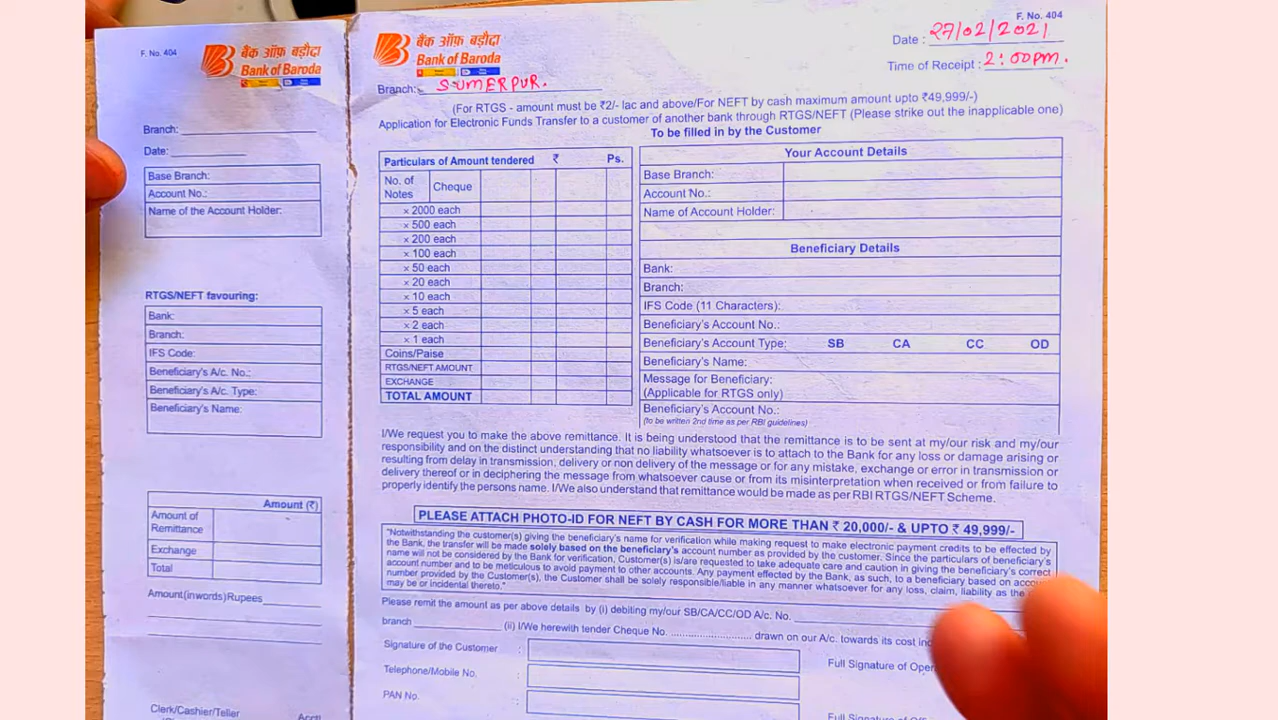 F. No. 404
बैंक ऑफ़ बड़ौदा
Bank of Baroda
Branch:
Date:
Base Branch:
Account No.:
Name of the Account Holder:
RTGS/NEFT favouring:
Bank:
Branch:
IFS Code:
Beneficiary's A/c. No.:
Beneficiary's A/c. Type:
Beneficiary's Name:
Amount (₹)
Amount of
Remittance
Exchange
Total
Amount(inwords)Rupees
Clerk/Cashier/Teller
F. No. 404
बैंक ऑफ़ बड़ौदा
Bank of Baroda
Date : 27/02/2021
Time of Receipt : 2:00pm.
Branch: SUMERPUR.
(For RTGS - amount must be ₹2/- lac and above/For NEFT by cash maximum amount upto ₹49,999/-)
Application for Electronic Funds Transfer to a customer of another bank through RTGS/NEFT (Please strike out the inapplicable one)
To be filled in by the Customer
Particulars of Amount tendered ₹ Ps.
No. of
Notes
Cheque
× 2000 each
× 500 each
× 200 each
× 100 each
× 50 each
× 20 each
× 10 each
× 5 each
× 2 each
× 1 each
Coins/Paise
RTGS/NEFT AMOUNT
EXCHANGE
TOTAL AMOUNT
Your Account Details
Base Branch:
Account No.:
Name of Account Holder:
Beneficiary Details
Bank:
Branch:
IFS Code (11 Characters):
Beneficiary's Account No.:
Beneficiary's Account Type: SB CA CC OD
Beneficiary's Name:
Message for Beneficiary:
(Applicable for RTGS only)
Beneficiary's Account No.:
(to be written 2nd time as per RBI guidelines)
I/We request you to make the above remittance. It is being understood that the remittance is to be sent at my/our risk and my/our
responsibility and on the distinct understanding that no liability whatsoever is to attach to the Bank for any loss or damage arising or
resulting from delay in transmission, delivery or non delivery of the message or for any mistake, exchange or error in transmission or
delivery thereof or in deciphering the message from whatsoever cause or from its misinterpretation when received or from failure to
properly identify the persons name. I/We also understand that remittance would be made as per RBI RTGS/NEFT Scheme.
PLEASE ATTACH PHOTO-ID FOR NEFT BY CASH FOR MORE THAN ₹ 20,000/- & UPTO ₹ 49,999/-
"Notwithstanding the customer(s) giving the beneficiary's name for verification while making request to make electronic payment credits to be effected by
the Bank, the transfer will be made solely based on the beneficiary's account number as provided by the customer. Since the particulars of beneficiary's
name will not be considered by the Bank for verification, Customer(s) is/are requested to take adequate care and caution in giving the beneficiary's correct
account number and to be meticulous to avoid payment to other accounts. Any payment effected by the Bank, as such, to a beneficiary based on account
number provided by the Customer(s), the Customer shall be solely responsible/liable in any manner whatsoever for any loss, claim, liability as the
may be or incidental thereto."
Please remit the amount as per above details by (i) debiting my/our SB/CA/CC/OD A/c. No.
branch (ii) I/We herewith tender Cheque No. drawn on our A/c. towards its cost
Signature of the Customer :
Full Signature of
Telephone/Mobile No. :
PAN No. :
Full Signature of